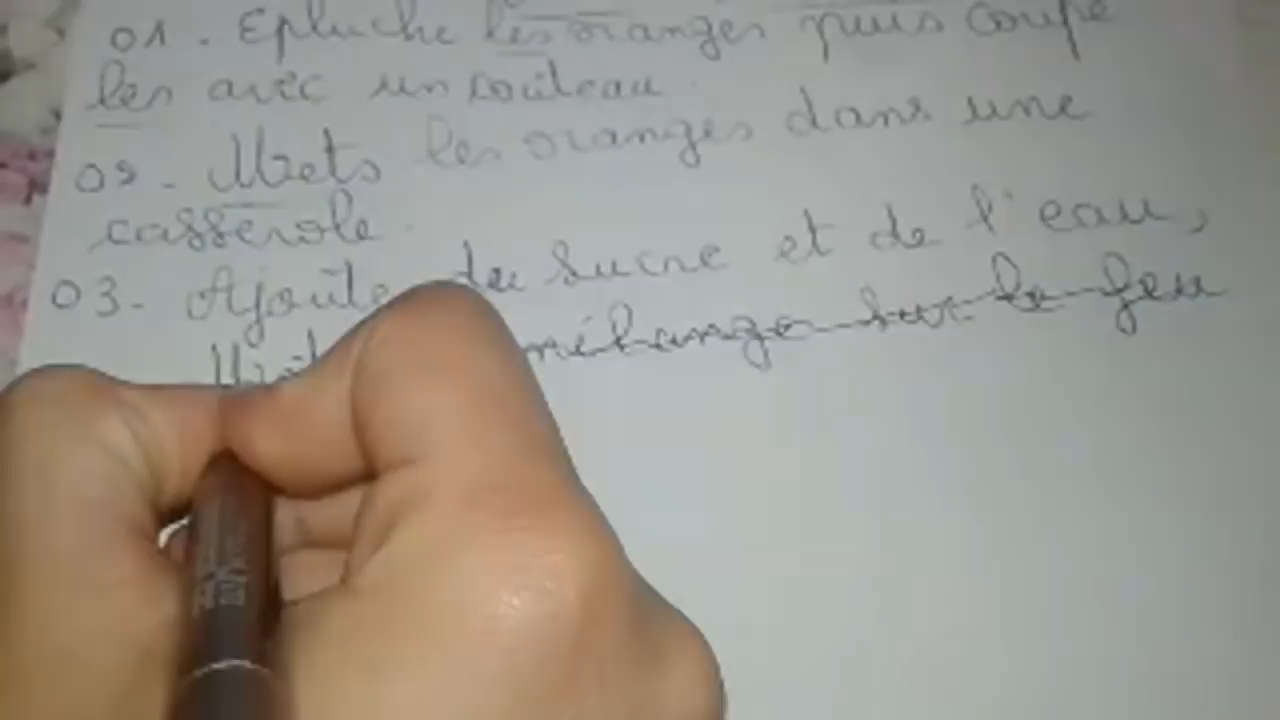 01. Epluche les oranges puis coupe
les avec un couteau.
02. Mets les oranges dans une
casserole.
03- Ajoute du sucre et de l'eau,
mélange sur le feu